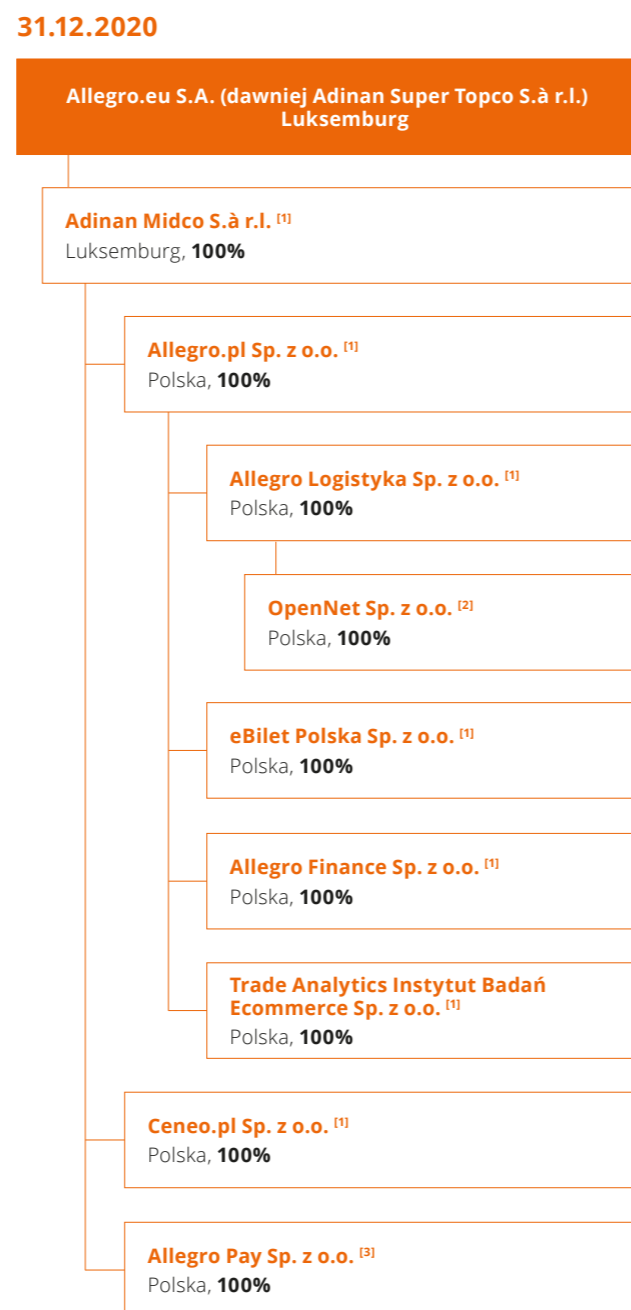 31.12.2020
Allegro.eu S.A. (dawniej Adinan Super Topco S.à r.l.)
Luksemburg
Adinan Midco S.à r.l. [1]
Luksemburg, 100%
Allegro.pl Sp. z o.o. [1]
Polska, 100%
Allegro Logistyka Sp. z o.o. [1]
Polska, 100%
OpenNet Sp. z o.o. [2]
Polska, 100%
eBilet Polska Sp. z o.o. [1]
Polska, 100%
Allegro Finance Sp. z o.o. [1]
Polska, 100%
Trade Analytics Instytut Badań
Ecommerce Sp. z o.o. [1]
Polska, 100%
Ceneo.pl Sp. z o.o. [1]
Polska, 100%
Allegro Pay Sp. z o.o. [3]
Polska, 100%